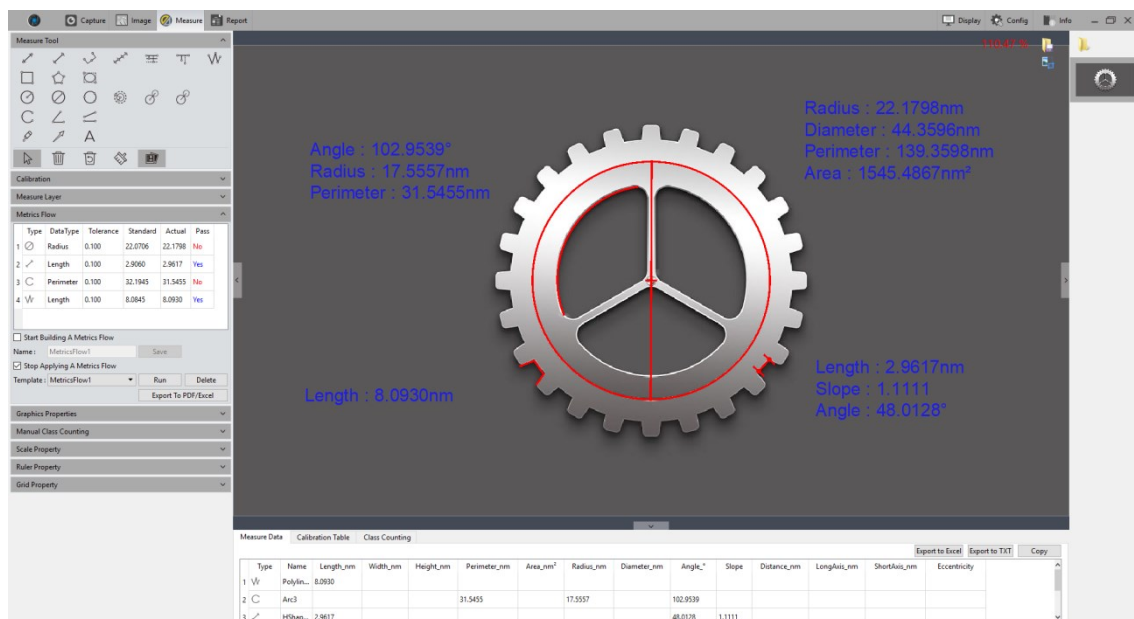 Capture Image Measure Report Display Config Info
Measure Tool
A
Calibration
Measure Layer
Metrics Flow
Type DataType Tolerance Standard Actual Pass
1 Radius 0.100 22.0706 22.1798 No
2 Length 0.100 2.9060 2.9617 Yes
3 Perimeter 0.100 32.1945 31.5455 No
4 Length 0.100 8.0845 8.0930 Yes
Start Building A Metrics Flow
Name: MetricsFlow1 Save
Stop Applying A Metrics Flow
Template: MetricsFlow1 Run Delete
Export To PDF/Excel
Graphics Properties
Manual Class Counting
Scale Property
Ruler Property
Grid Property
Angle : 102.9539°
Radius : 17.5557nm
Perimeter : 31.5455nm
Radius : 22.1798nm
Diameter : 44.3596nm
Perimeter : 139.3598nm
Area : 1545.4867nm²
Length : 8.0930nm
Length : 2.9617nm
Slope : 1.1111
Angle : 48.0128°
Measure Data Calibration Table Class Counting
Export to Excel Export to TXT Copy
Type Name Length_nm Width_nm Height_nm Perimeter_nm Area_nm² Radius_nm Diameter_nm Angle_° Slope Distance_nm LongAxis_nm ShortAxis_nm Eccentricity
1 Polylin... 8.0930
2 Arc3 31.5455 17.5557 102.9539
3 HShap... 2.9617 48.0128 1.1111